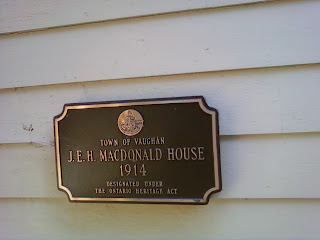 TOWN OF VAUGHAN
J.E.H. MACDONALD HOUSE
1914
DESIGNATED UNDER
THE ONTARIO HERITAGE ACT